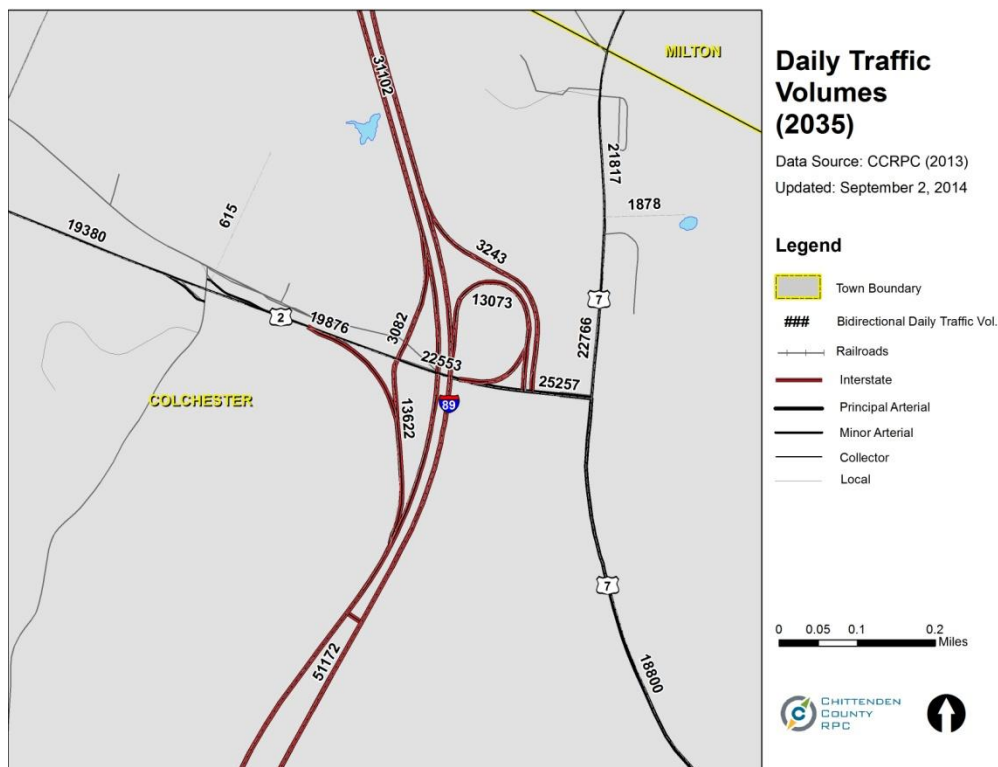 MILTON
31102
21817
1878
615
19380
3243
13073
7
2
19876
3082
22766
22553
25257
COLCHESTER
89
13622
7
51172
18800
Daily Traffic
Volumes
(2035)
Data Source: CCRPC (2013)
Updated: September 2, 2014
Legend
Town Boundary
### Bidirectional Daily Traffic Vol.
Railroads
Interstate
Principal Arterial
Minor Arterial
Collector
Local
0 0.05 0.1 0.2
Miles
C
CHITTENDEN
COUNTY
RPC